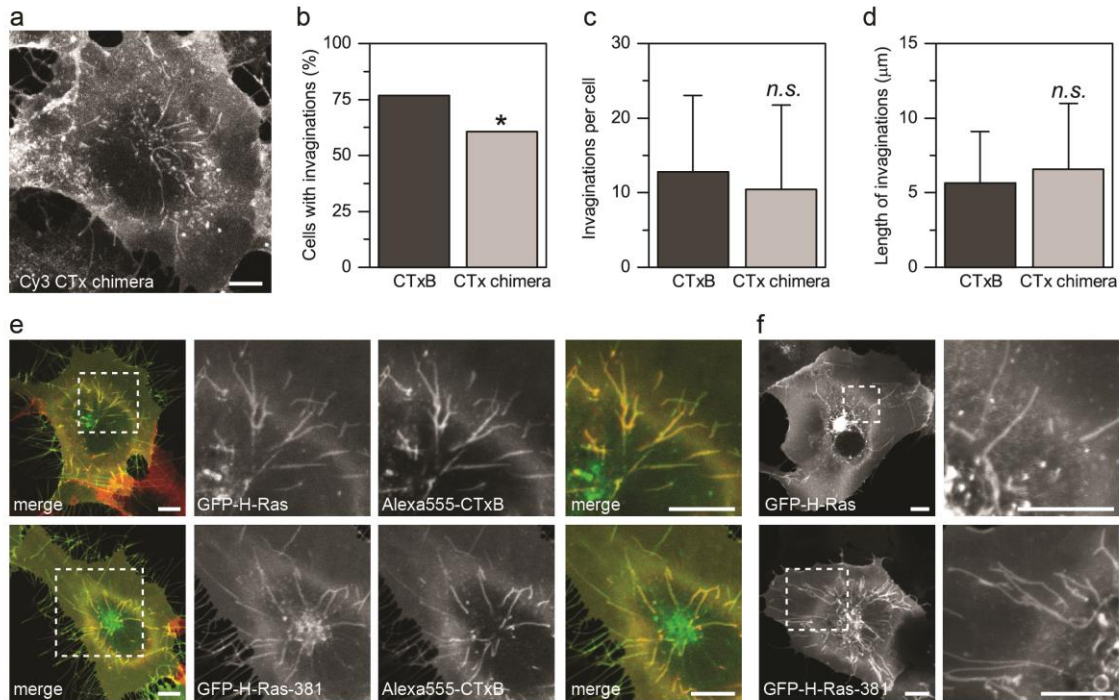 a
Cy3 CTx chimera
b
Cells with invaginations (%)
100
75
50
25
0
*
CTxB CTx chimera
c
Invaginations per cell
30
20
10
0
n.s.
CTxB CTx chimera
d
Length of invaginations (μm)
15
10
5
0
n.s.
CTxB CTx chimera
e
merge
GFP-H-Ras
Alexa555-CTxB
merge
merge
GFP-H-Ras-381
Alexa555-CTxB
merge
f
GFP-H-Ras
GFP-H-Ras-381